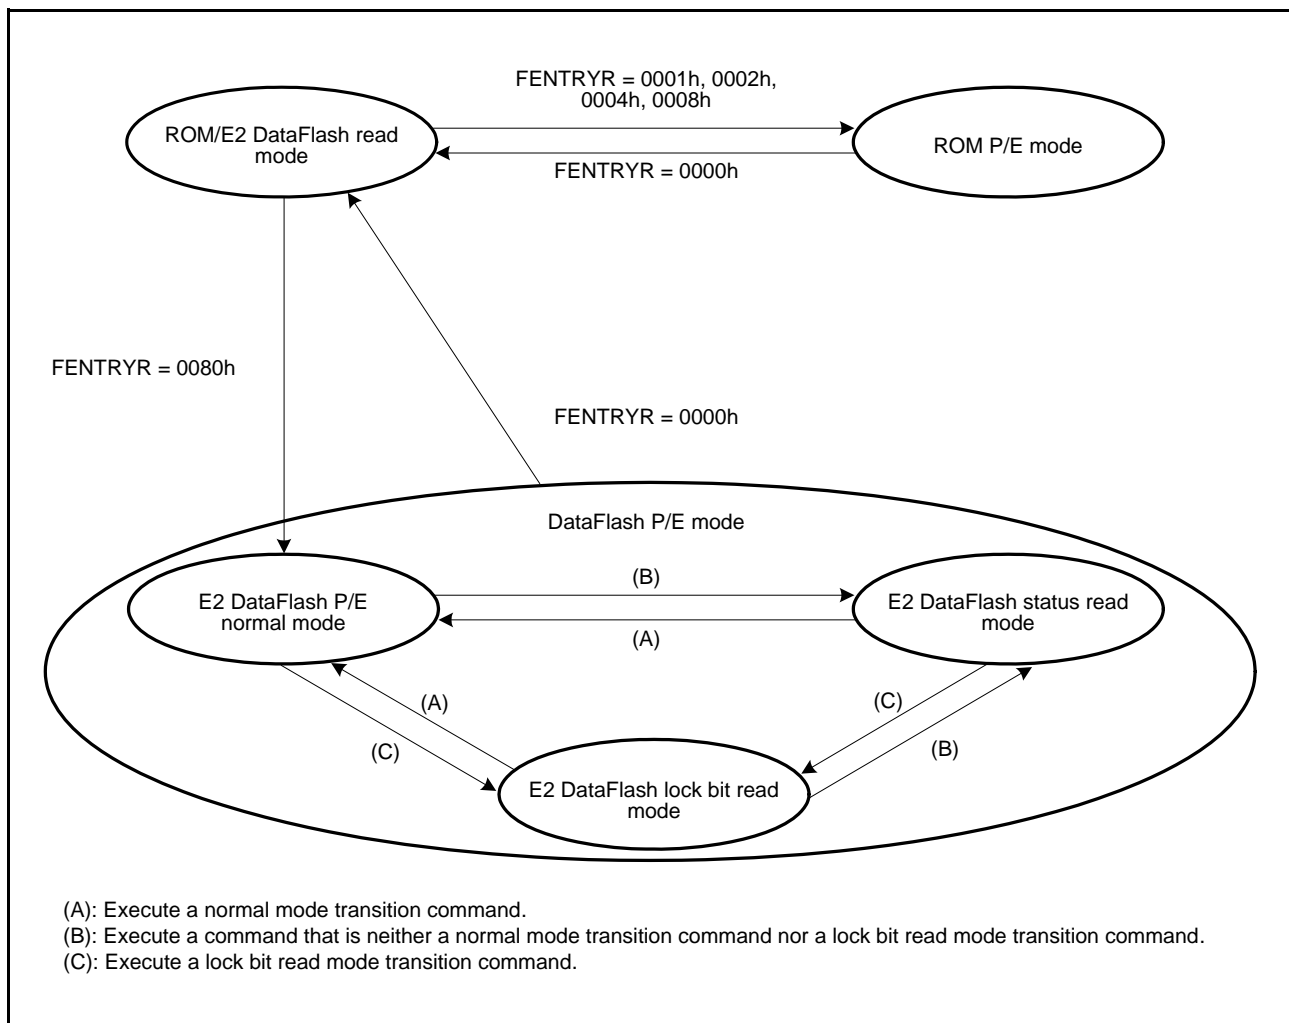 FENTRYR = 0001h, 0002h,
0004h, 0008h
ROM/E2 DataFlash read
mode
ROM P/E mode
FENTRYR = 0000h
FENTRYR = 0080h
FENTRYR = 0000h
DataFlash P/E mode
(B)
E2 DataFlash P/E
normal mode
E2 DataFlash status read
mode
(A)
(A)
(C)
(C)
(B)
E2 DataFlash lock bit read
mode
(A): Execute a normal mode transition command.
(B): Execute a command that is neither a normal mode transition command nor a lock bit read mode transition command.
(C): Execute a lock bit read mode transition command.